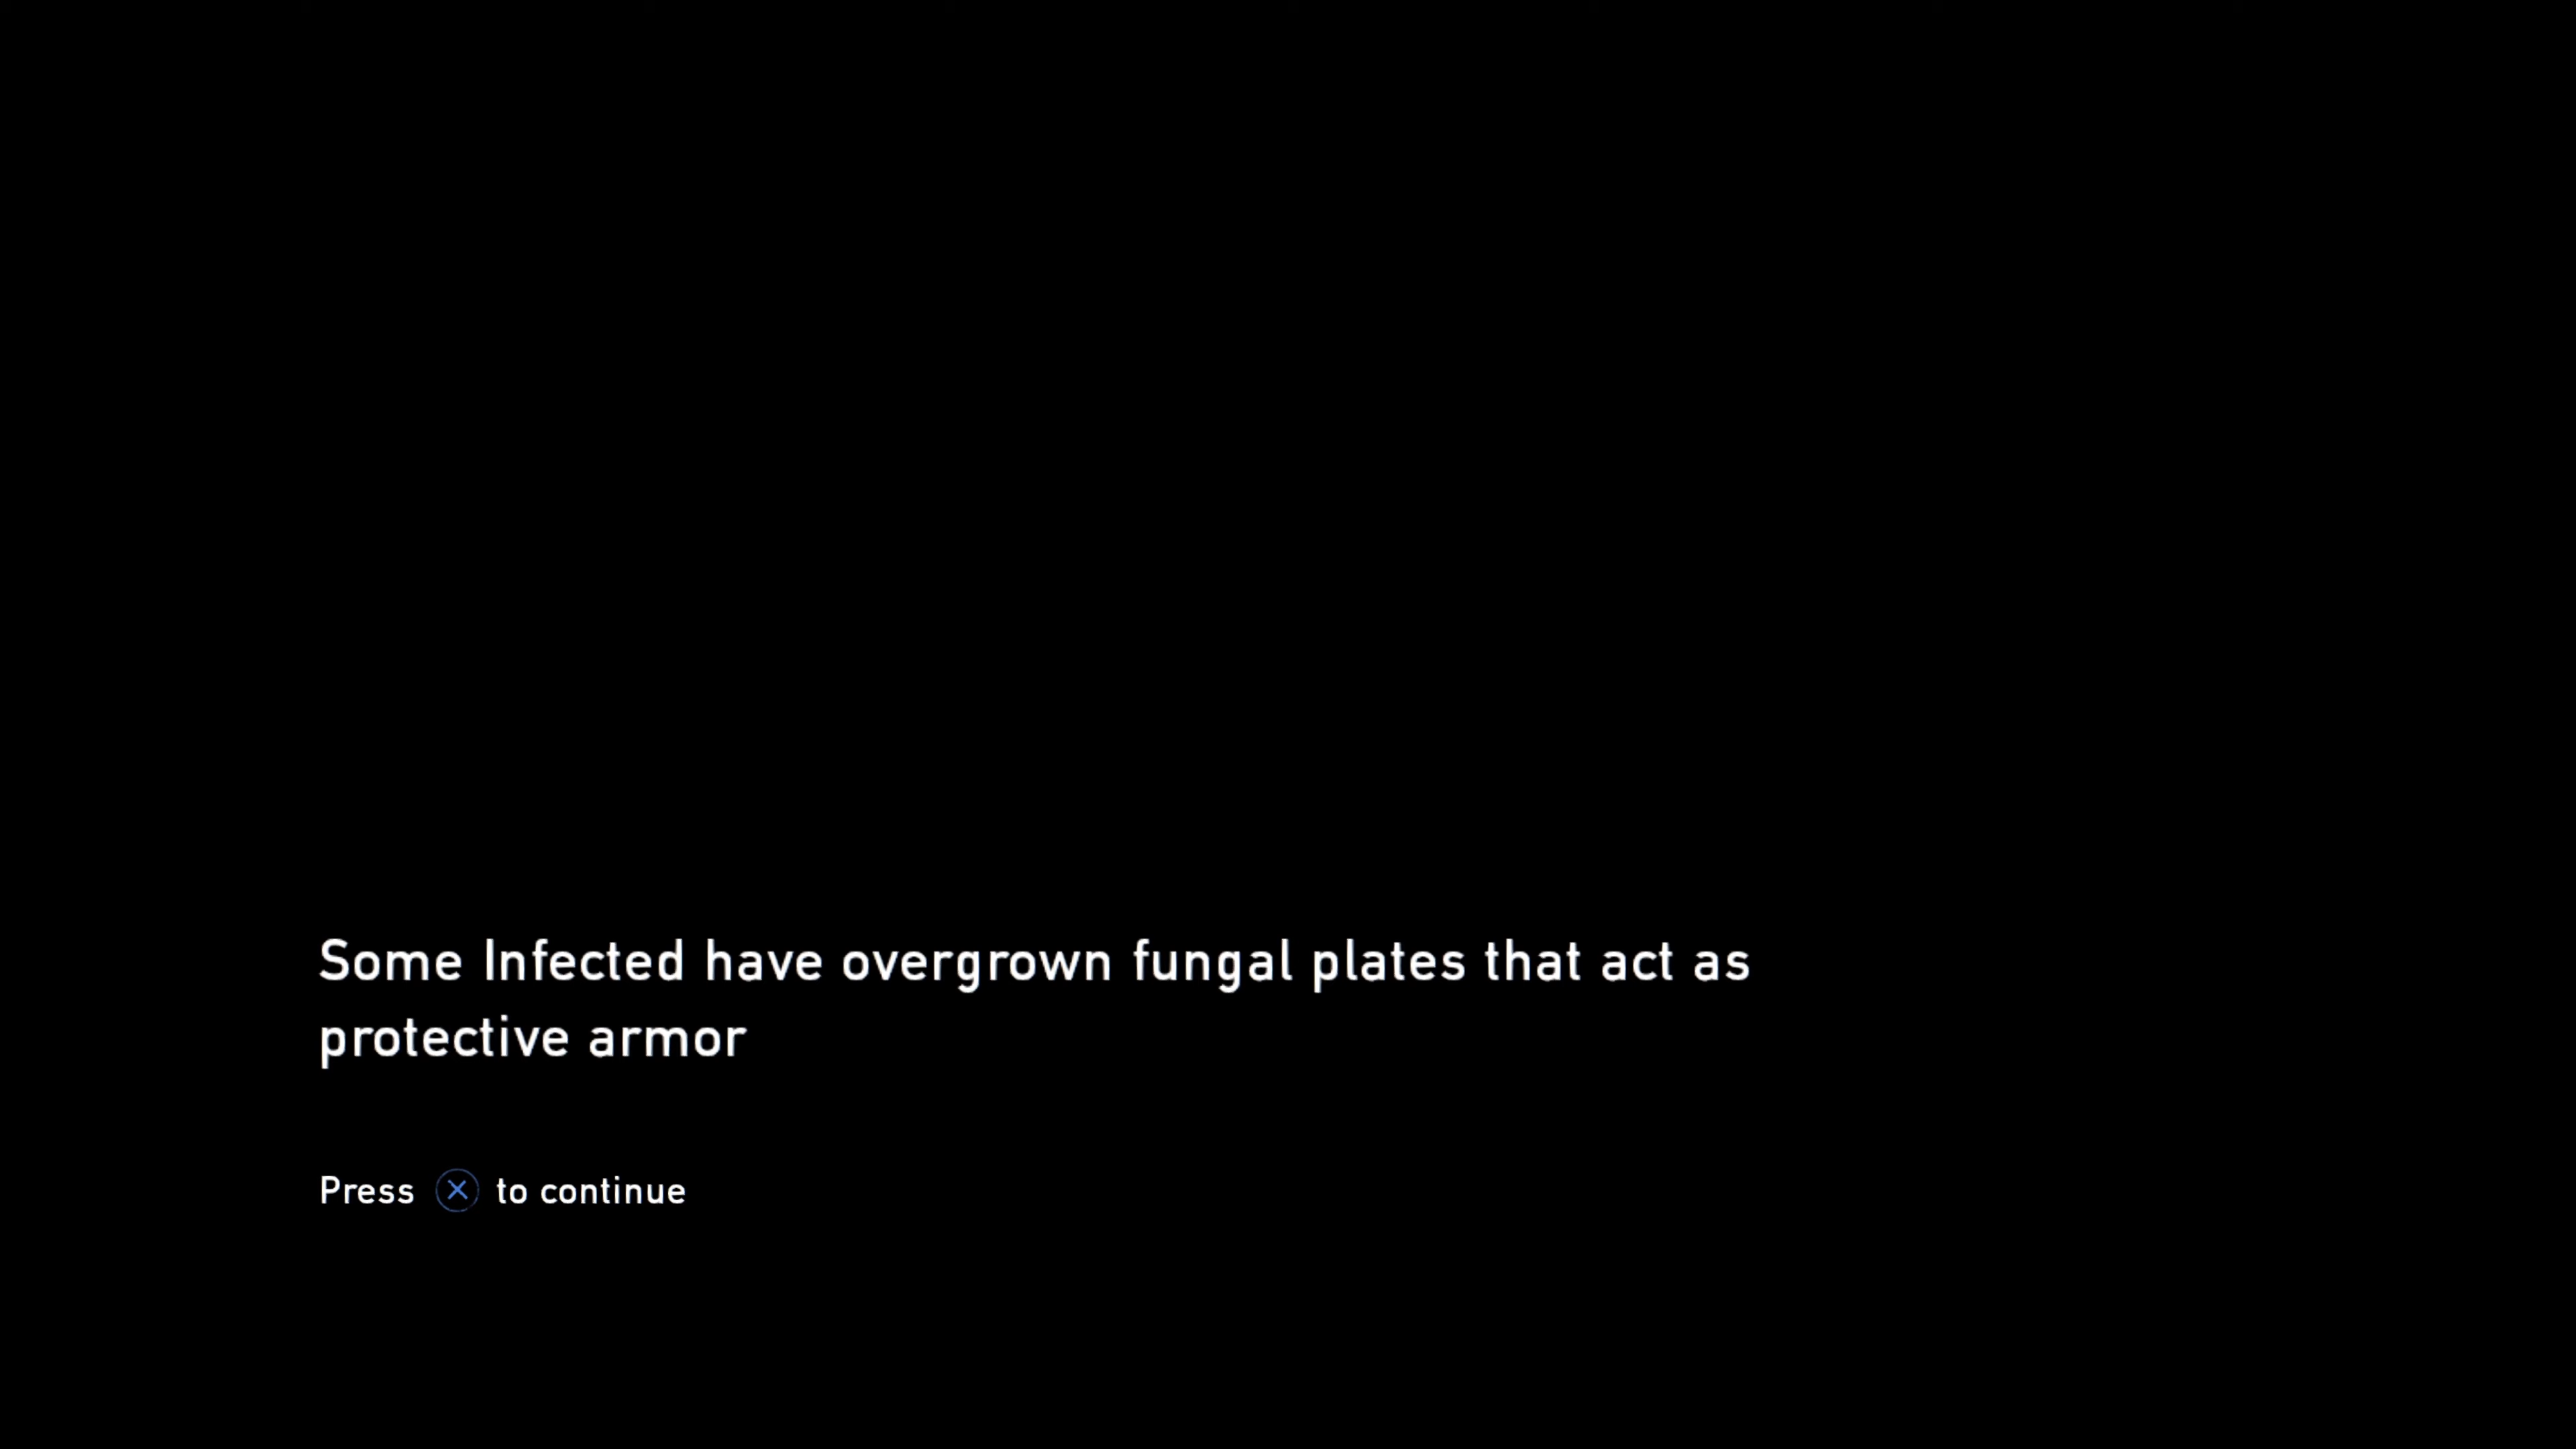 Some Infected have overgrown fungal plates that act as
protective armor
Press ✕ to continue